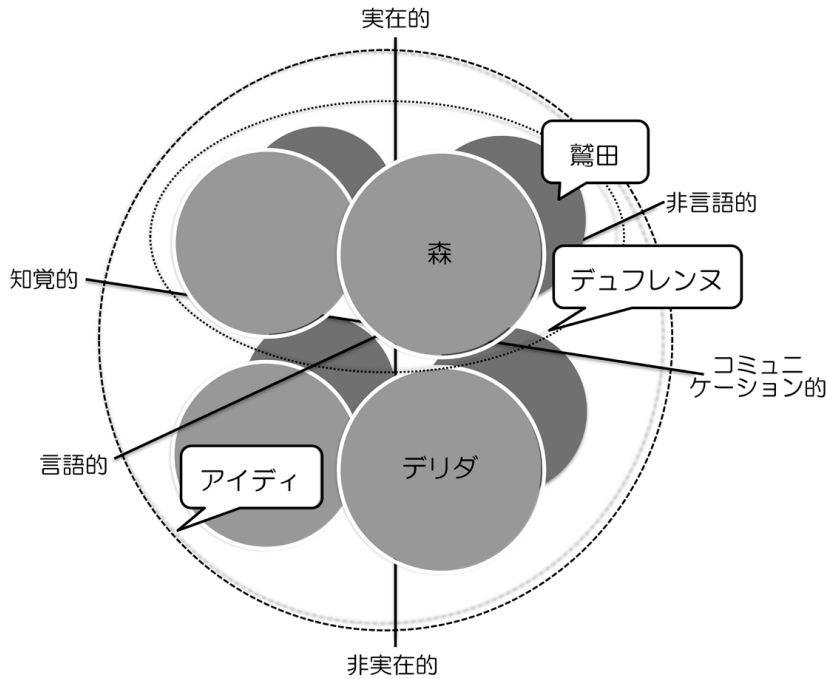 実在的
鷲田
非言語的
森
デュフレンヌ
知覚的
コミュニ
ケーション的
言語的
アイディ
デリダ
非実在的